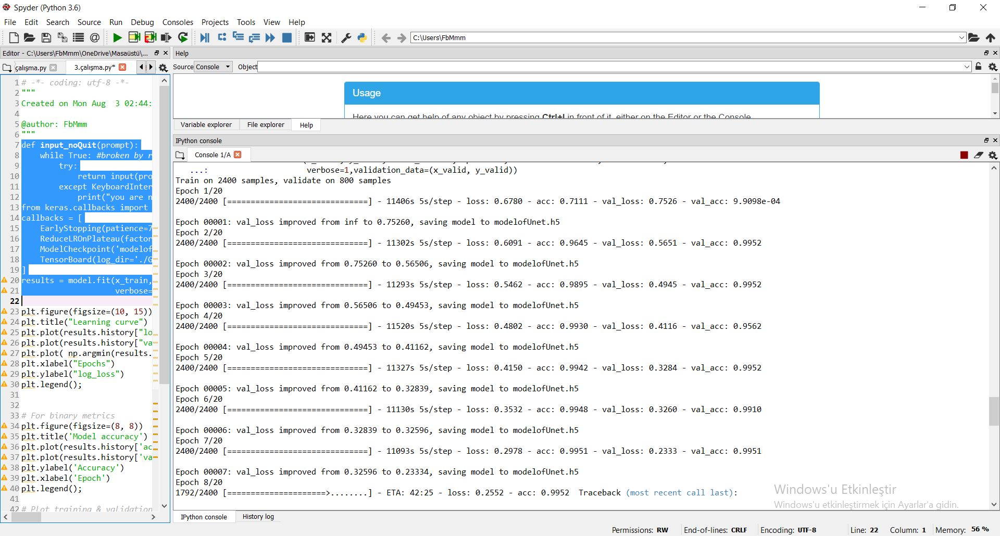 Spyder (Python 3.6)
File Edit Search Source Run Debug Consoles Projects Tools View Help
C:\Users\FbMmm
Editor - C:\Users\FbMmm\OneDrive\Masaüstü\...
çalışma.py 3.çalışma.py*
1 # -*- coding: utf-8 -*-
2 """
3 Created on Mon Aug  3 02:44:
4
5 @author: FbMmm
6 """
7 def input_noQuit(prompt):
8     while True: #broken by r
9         try:
10             return input(pro
11         except KeyboardInter
12             print("you are n
13 from keras.callbacks import
14 callbacks = [
15     EarlyStopping(patience=7
16     ReduceLROnPlateau(factor
17     ModelCheckpoint('modelof
18     TensorBoard(log_dir='./G
19 ]
20 results = model.fit(x_train,
21                     verbose=
22
23 plt.figure(figsize=(10, 15))
24 plt.title("Learning curve")
25 plt.plot(results.history["lo
26 plt.plot(results.history["va
27 plt.plot( np.argmin(results.
28 plt.xlabel("Epochs")
29 plt.ylabel("log_loss")
30 plt.legend();
31
32
33 # For binary metrics
34 plt.figure(figsize=(8, 8))
35 plt.title('Model accuracy')
36 plt.plot(results.history['ac
37 plt.plot(results.history['va
38 plt.ylabel('Accuracy')
39 plt.xlabel('Epoch')
40 plt.legend();
41
42 # Plot training & validation
Help
Source Console Object
Usage
Here you can get help of any object by pressing Ctrl+I in front of it, either on the Editor or the Console.
Variable explorer File explorer Help
IPython console
Console 1/A
...: verbose=1,validation_data=(x_valid, y_valid))
Train on 2400 samples, validate on 800 samples
Epoch 1/20
2400/2400 [==============================] - 11406s 5s/step - loss: 0.6780 - acc: 0.7111 - val_loss: 0.7526 - val_acc: 9.9098e-04
Epoch 00001: val_loss improved from inf to 0.75260, saving model to modelofUnet.h5
Epoch 2/20
2400/2400 [==============================] - 11302s 5s/step - loss: 0.6091 - acc: 0.9645 - val_loss: 0.5651 - val_acc: 0.9952
Epoch 00002: val_loss improved from 0.75260 to 0.56506, saving model to modelofUnet.h5
Epoch 3/20
2400/2400 [==============================] - 11293s 5s/step - loss: 0.5462 - acc: 0.9895 - val_loss: 0.4945 - val_acc: 0.9952
Epoch 00003: val_loss improved from 0.56506 to 0.49453, saving model to modelofUnet.h5
Epoch 4/20
2400/2400 [==============================] - 11520s 5s/step - loss: 0.4802 - acc: 0.9930 - val_loss: 0.4116 - val_acc: 0.9562
Epoch 00004: val_loss improved from 0.49453 to 0.41162, saving model to modelofUnet.h5
Epoch 5/20
2400/2400 [==============================] - 11327s 5s/step - loss: 0.4150 - acc: 0.9942 - val_loss: 0.3284 - val_acc: 0.9952
Epoch 00005: val_loss improved from 0.41162 to 0.32839, saving model to modelofUnet.h5
Epoch 6/20
2400/2400 [==============================] - 11130s 5s/step - loss: 0.3532 - acc: 0.9948 - val_loss: 0.3260 - val_acc: 0.9910
Epoch 00006: val_loss improved from 0.32839 to 0.32596, saving model to modelofUnet.h5
Epoch 7/20
2400/2400 [==============================] - 11093s 5s/step - loss: 0.2978 - acc: 0.9951 - val_loss: 0.2333 - val_acc: 0.9951
Epoch 00007: val_loss improved from 0.32596 to 0.23334, saving model to modelofUnet.h5
Epoch 8/20
1792/2400 [=====================>........] - ETA: 42:25 - loss: 0.2552 - acc: 0.9952  Traceback (most recent call last):
Windows'u Etkinleştir
Windows'u etkinleştirmek için Ayarlar'a gidin.
IPython console History log
Permissions: RW End-of-lines: CRLF Encoding: UTF-8 Line: 22 Column: 1 Memory: 56 %